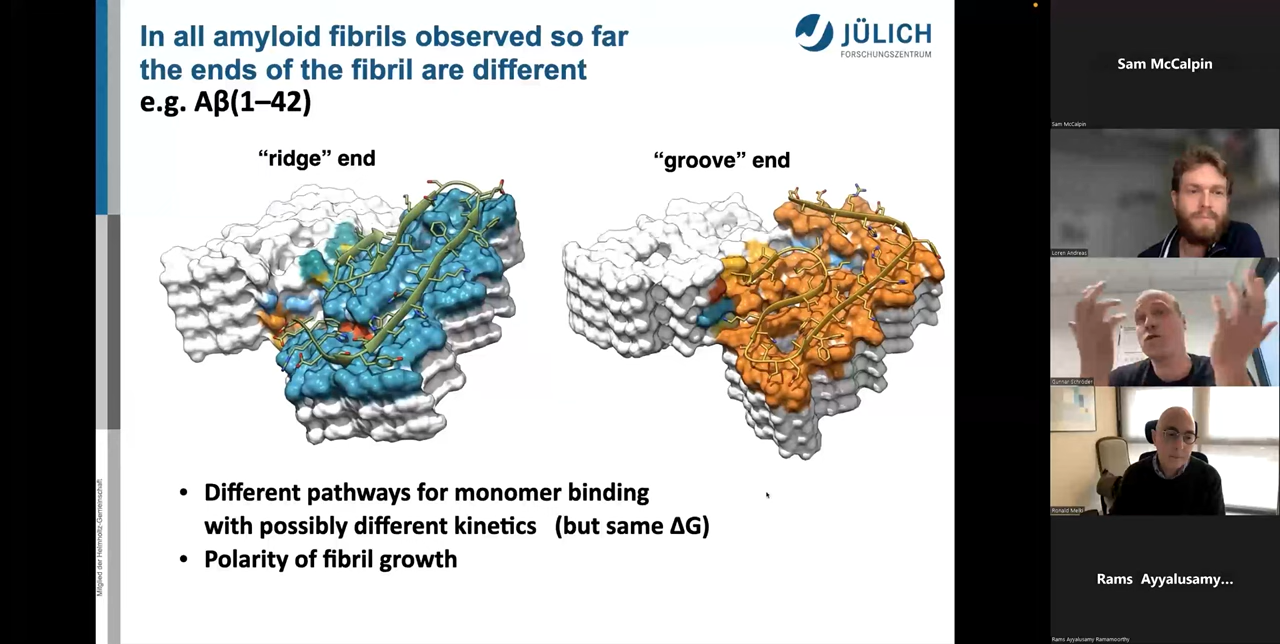 In all amyloid fibrils observed so far
the ends of the fibril are different
e.g. Aβ(1–42)
JÜLICH
FORSCHUNGSZENTRUM
“ridge” end
“groove” end
• Different pathways for monomer binding
with possibly different kinetics (but same ΔG)
• Polarity of fibril growth
Mitglied der Helmholtz-Gemeinschaft
Sam McCalpin
Sam McCalpin
Loren Andreas
Gunnar Schröder
Ronald Melki
Rams Ayyalusamy...
Rams Ayyalusamy Ramamoorthy